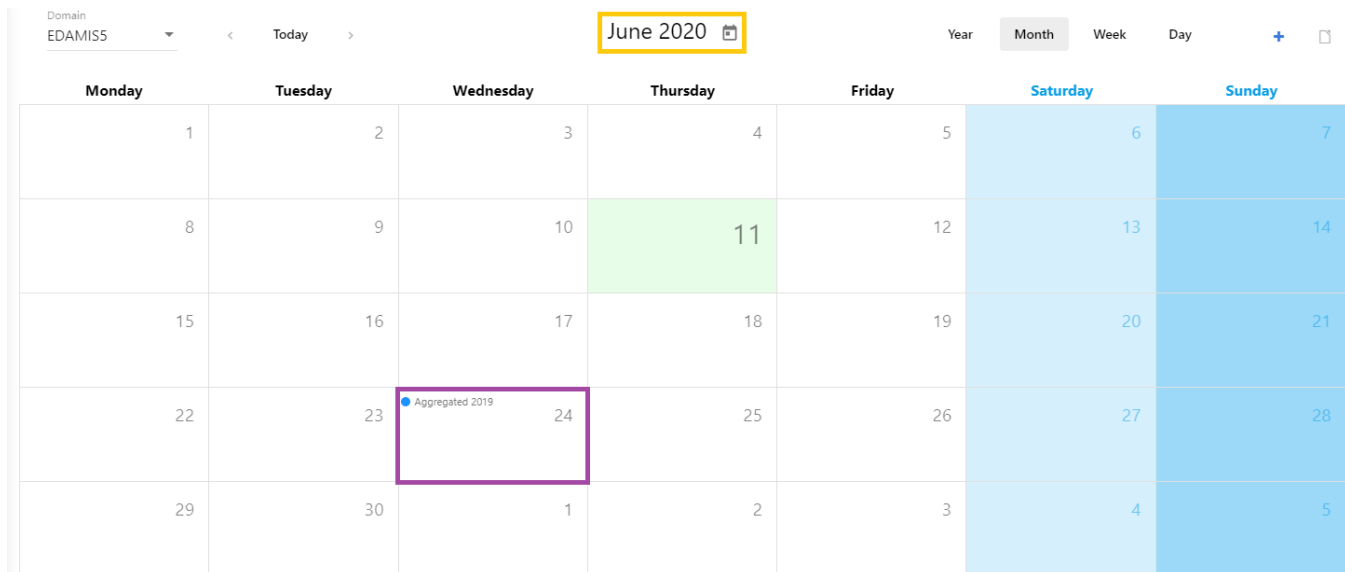 Domain
EDAMIS5 Today June 2020 Year Month Week Day +
Monday Tuesday Wednesday Thursday Friday Saturday Sunday
1 2 3 4 5 6 7
8 9 10 11 12 13 14
15 16 17 18 19 20 21
Aggregated 2019
22 23 24 25 26 27 28
29 30 1 2 3 4 5